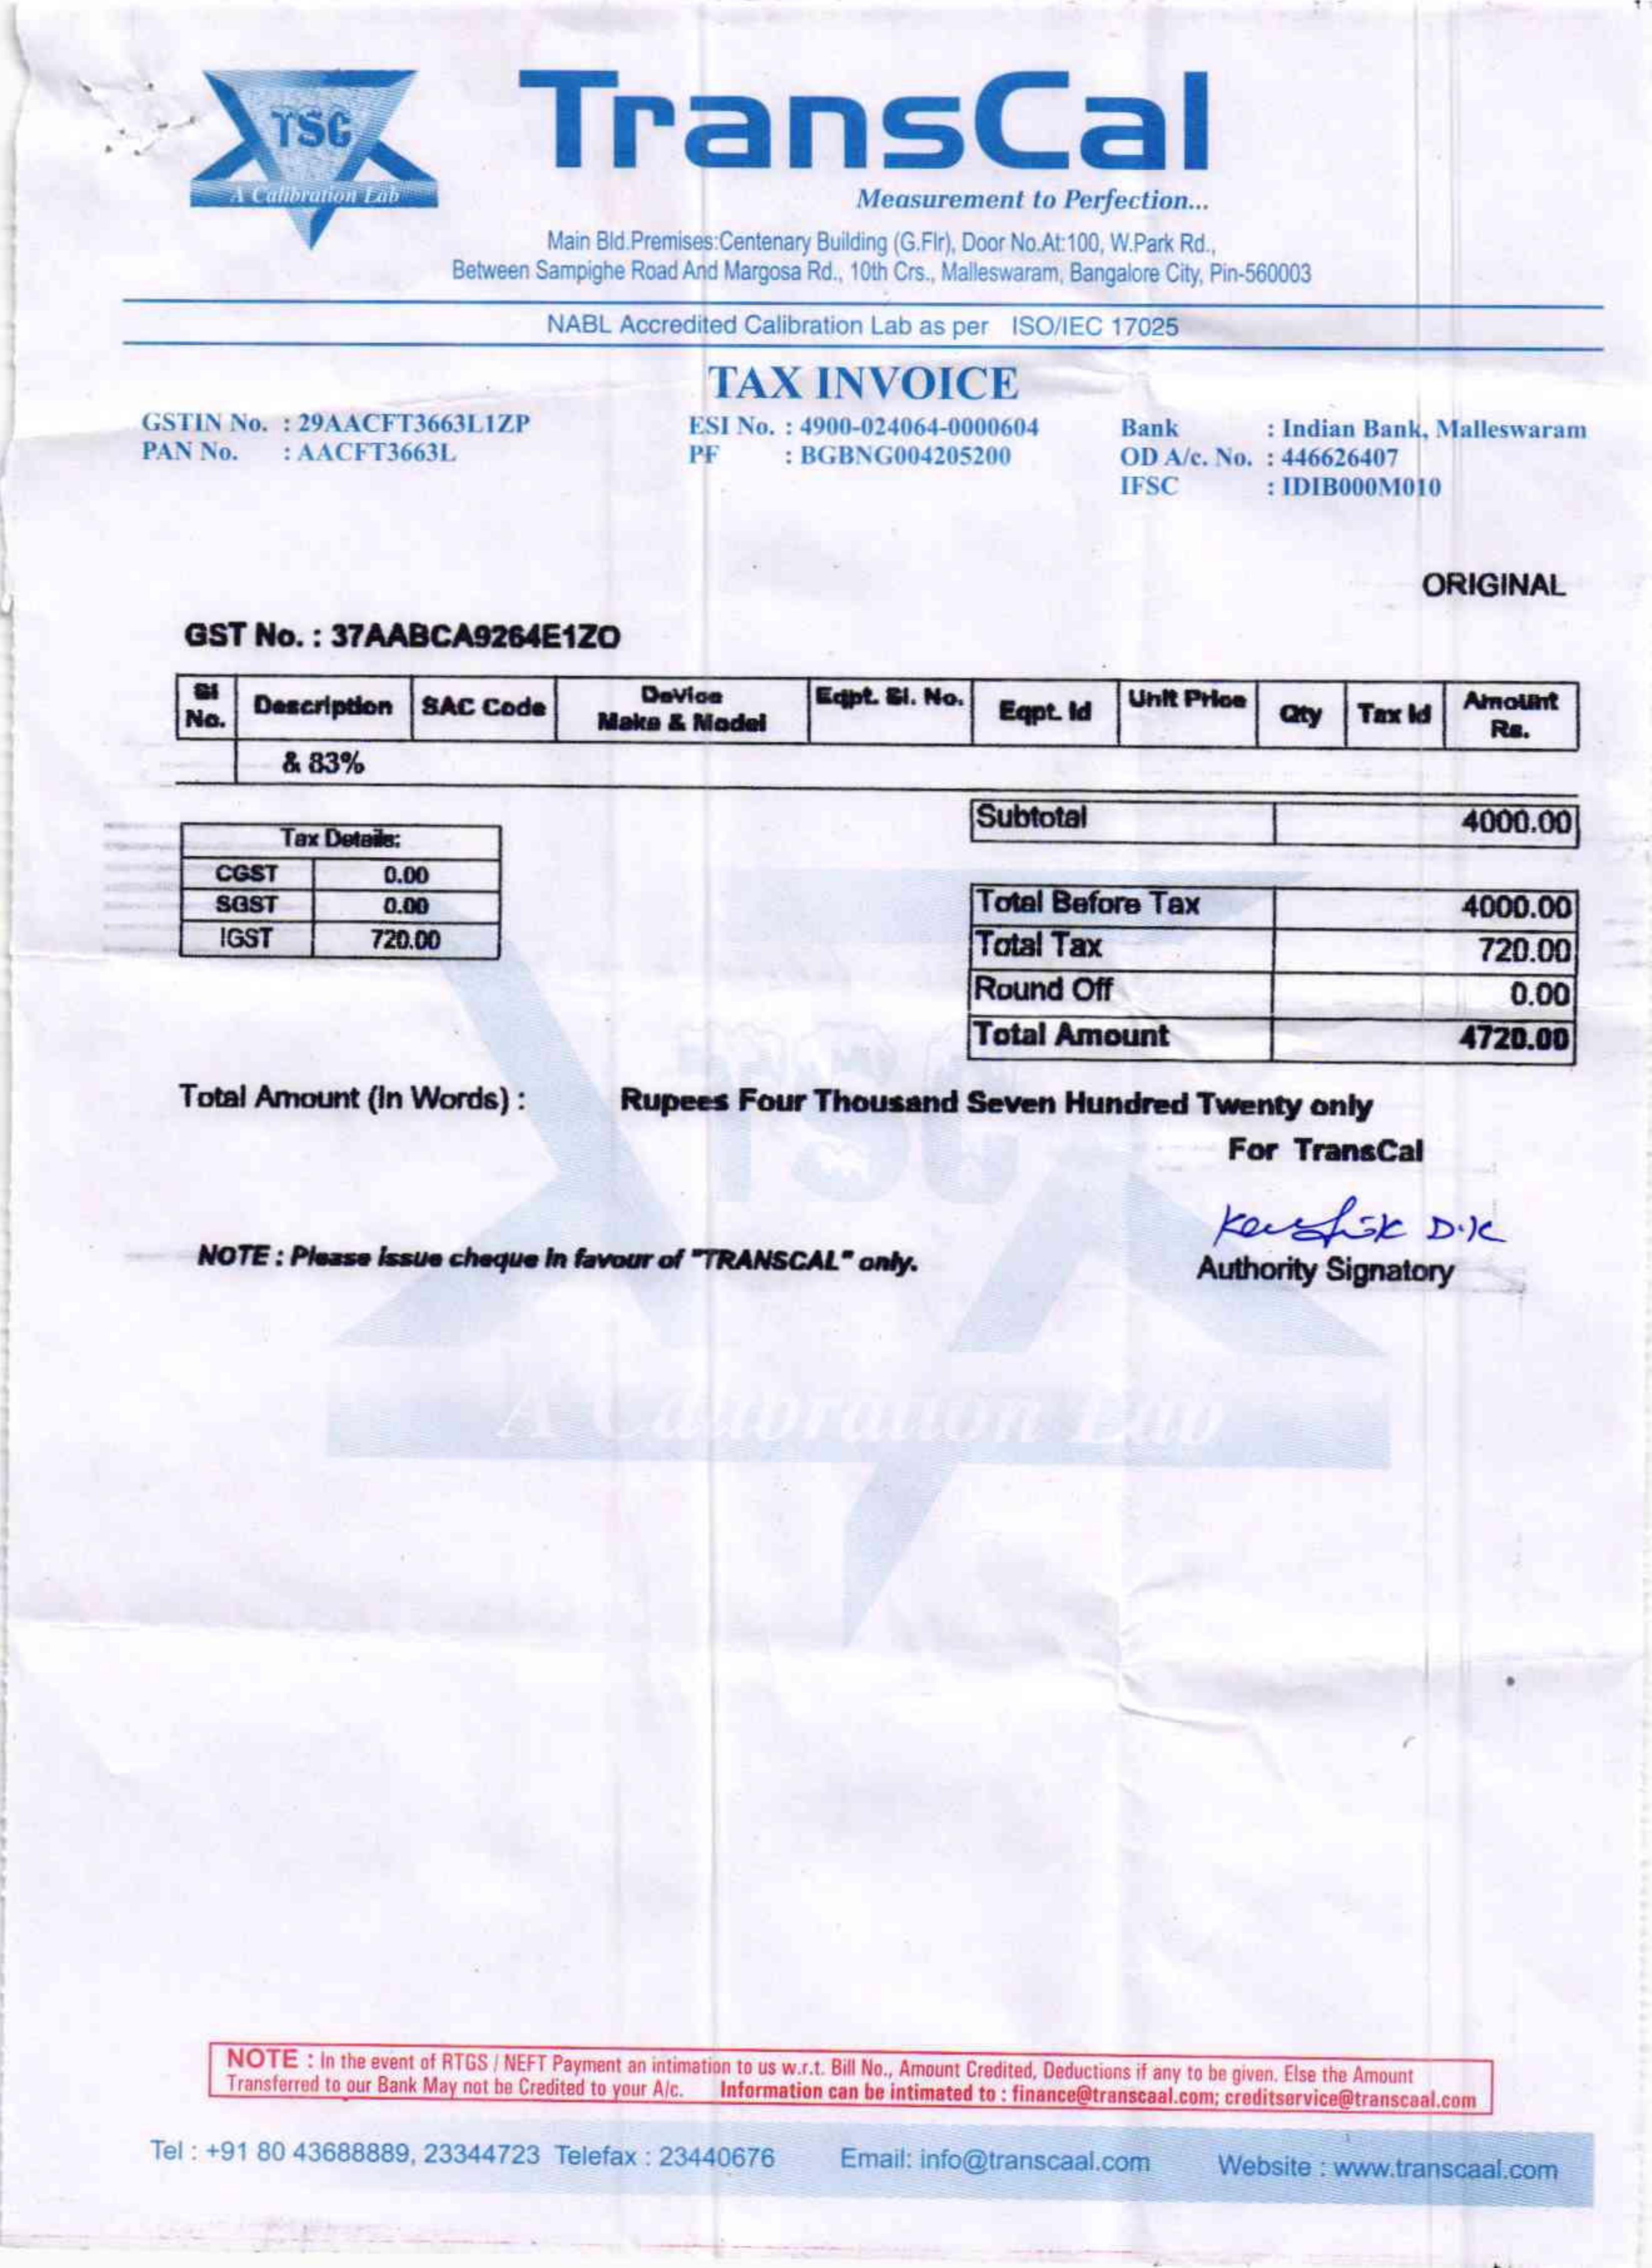 TSC
A Calibration Lab
TransCal
Measurement to Perfection...
Main Bld.Premises:Centenary Building (G.Flr), Door No.At:100, W.Park Rd.,
Between Sampighe Road And Margosa Rd., 10th Crs., Malleswaram, Bangalore City, Pin-560003
NABL Accredited Calibration Lab as per ISO/IEC 17025
TAX INVOICE
GSTIN No. : 29AACFT3663L1ZP ESI No. : 4900-024064-0000604 Bank : Indian Bank, Malleswaram
PAN No. : AACFT3663L PF : BGBNG004205200 OD A/c. No. : 446626407
IFSC : IDIB000M010
ORIGINAL
GST No. : 37AABCA9264E1ZO
Sl No. Description SAC Code Device Make & Model Eqpt. Sl. No. Eqpt. Id Unit Price Qty Tax Id Amount Rs.
& 83%
Subtotal 4000.00
Tax Details:
CGST 0.00
SGST 0.00
IGST 720.00
Total Before Tax 4000.00
Total Tax 720.00
Round Off 0.00
Total Amount 4720.00
Total Amount (In Words) : Rupees Four Thousand Seven Hundred Twenty only
For TransCal
Kaushik D.K
NOTE : Please issue cheque in favour of "TRANSCAL" only.
Authority Signatory
TSC
A Calibration Lab
NOTE : In the event of RTGS / NEFT Payment an intimation to us w.r.t. Bill No., Amount Credited, Deductions if any to be given. Else the Amount
Transferred to our Bank May not be Credited to your A/c. Information can be intimated to : finance@transcaal.com; creditservice@transcaal.com
Tel : +91 80 43688889, 23344723 Telefax : 23440676 Email: info@transcaal.com Website : www.transcaal.com